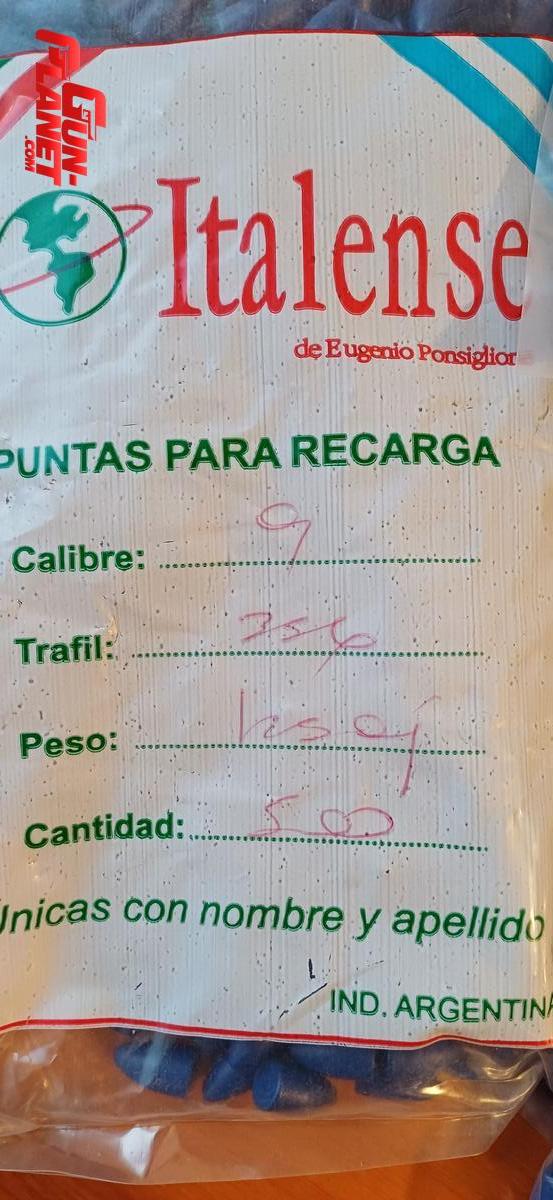 GUN-
PLANET
.COM
Italense
de Eugenio Ponsiglion
PUNTAS PARA RECARGA
Calibre: 9
Trafil: 356
Peso:
Cantidad: 500
Unicas con nombre y apellido
IND. ARGENTINA